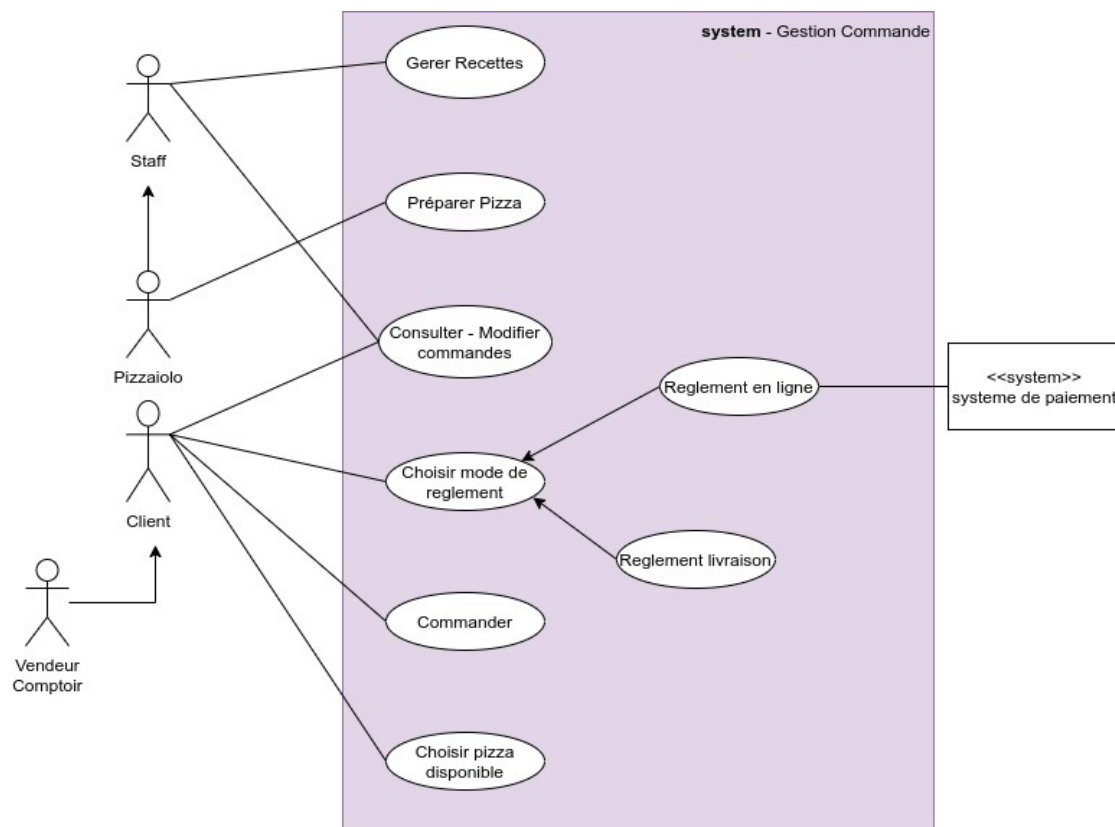 system - Gestion Commande
Gerer Recettes
Staff
Préparer Pizza
Pizzaiolo
Consulter - Modifier
commandes
Reglement en ligne
<<system>>
systeme de paiement
Choisir mode de
reglement
Client
Reglement livraison
Commander
Vendeur
Comptoir
Choisir pizza
disponible